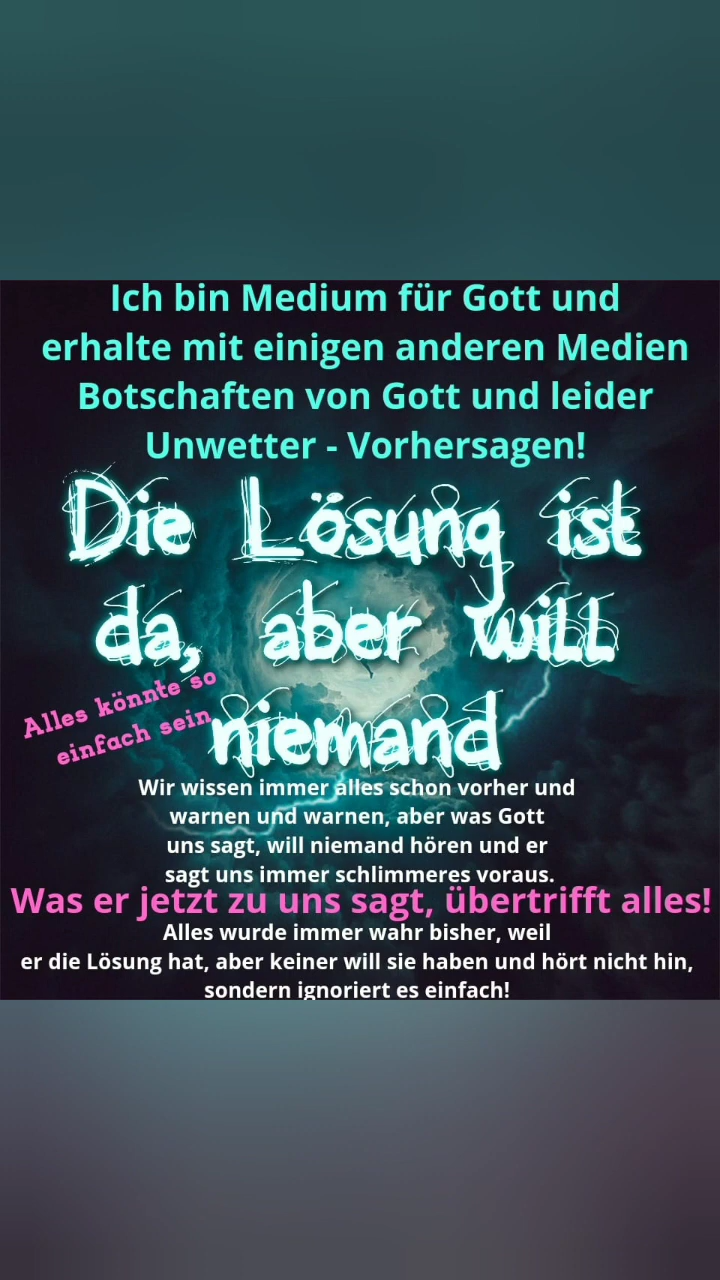 Ich bin Medium für Gott und
erhalte mit einigen anderen Medien
Botschaften von Gott und leider
Unwetter - Vorhersagen!
Die Lösung ist
da, aber will
niemand
Alles könnte so
einfach sein
Wir wissen immer alles schon vorher und
warnen und warnen, aber was Gott
uns sagt, will niemand hören und er
sagt uns immer schlimmeres voraus.
Was er jetzt zu uns sagt, übertrifft alles!
Alles wurde immer wahr bisher, weil
er die Lösung hat, aber keiner will sie haben und hört nicht hin,
sondern ignoriert es einfach!